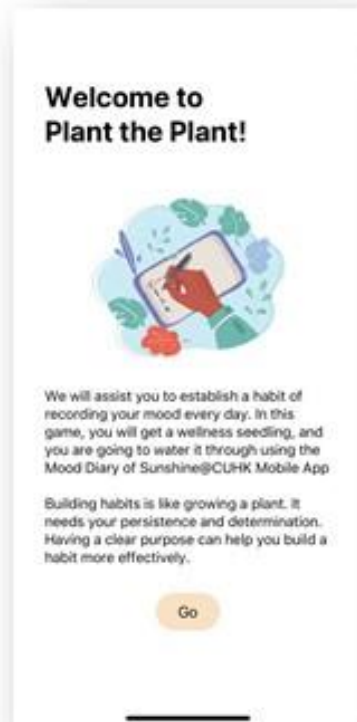 Welcome to
Plant the Plant!
We will assist you to establish a habit of
recording your mood every day. In this
game, you will get a wellness seedling, and
you are going to water it through using the
Mood Diary of Sunshine@CUHK Mobile App
Building habits is like growing a plant. It
needs your persistence and determination.
Having a clear purpose can help you build a
habit more effectively.
Go